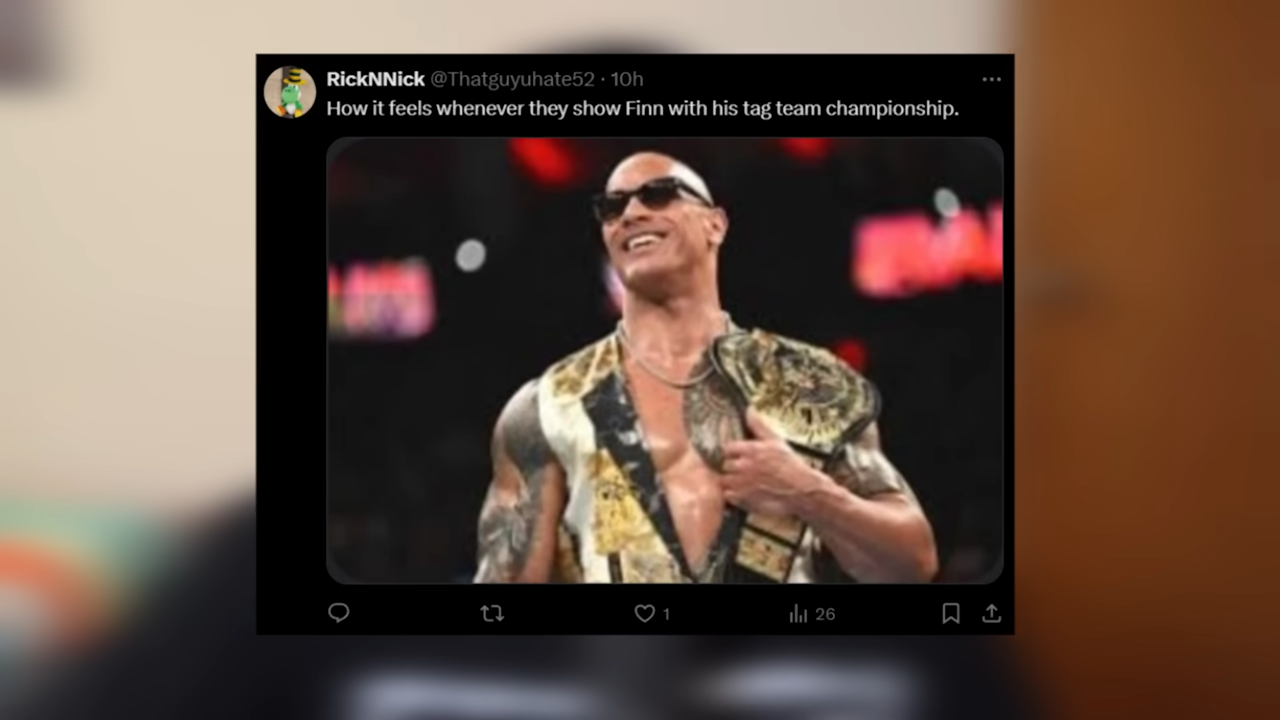 RickNNick @Thatguyuhate52 · 10h
How it feels whenever they show Finn with his tag team championship.
1
26